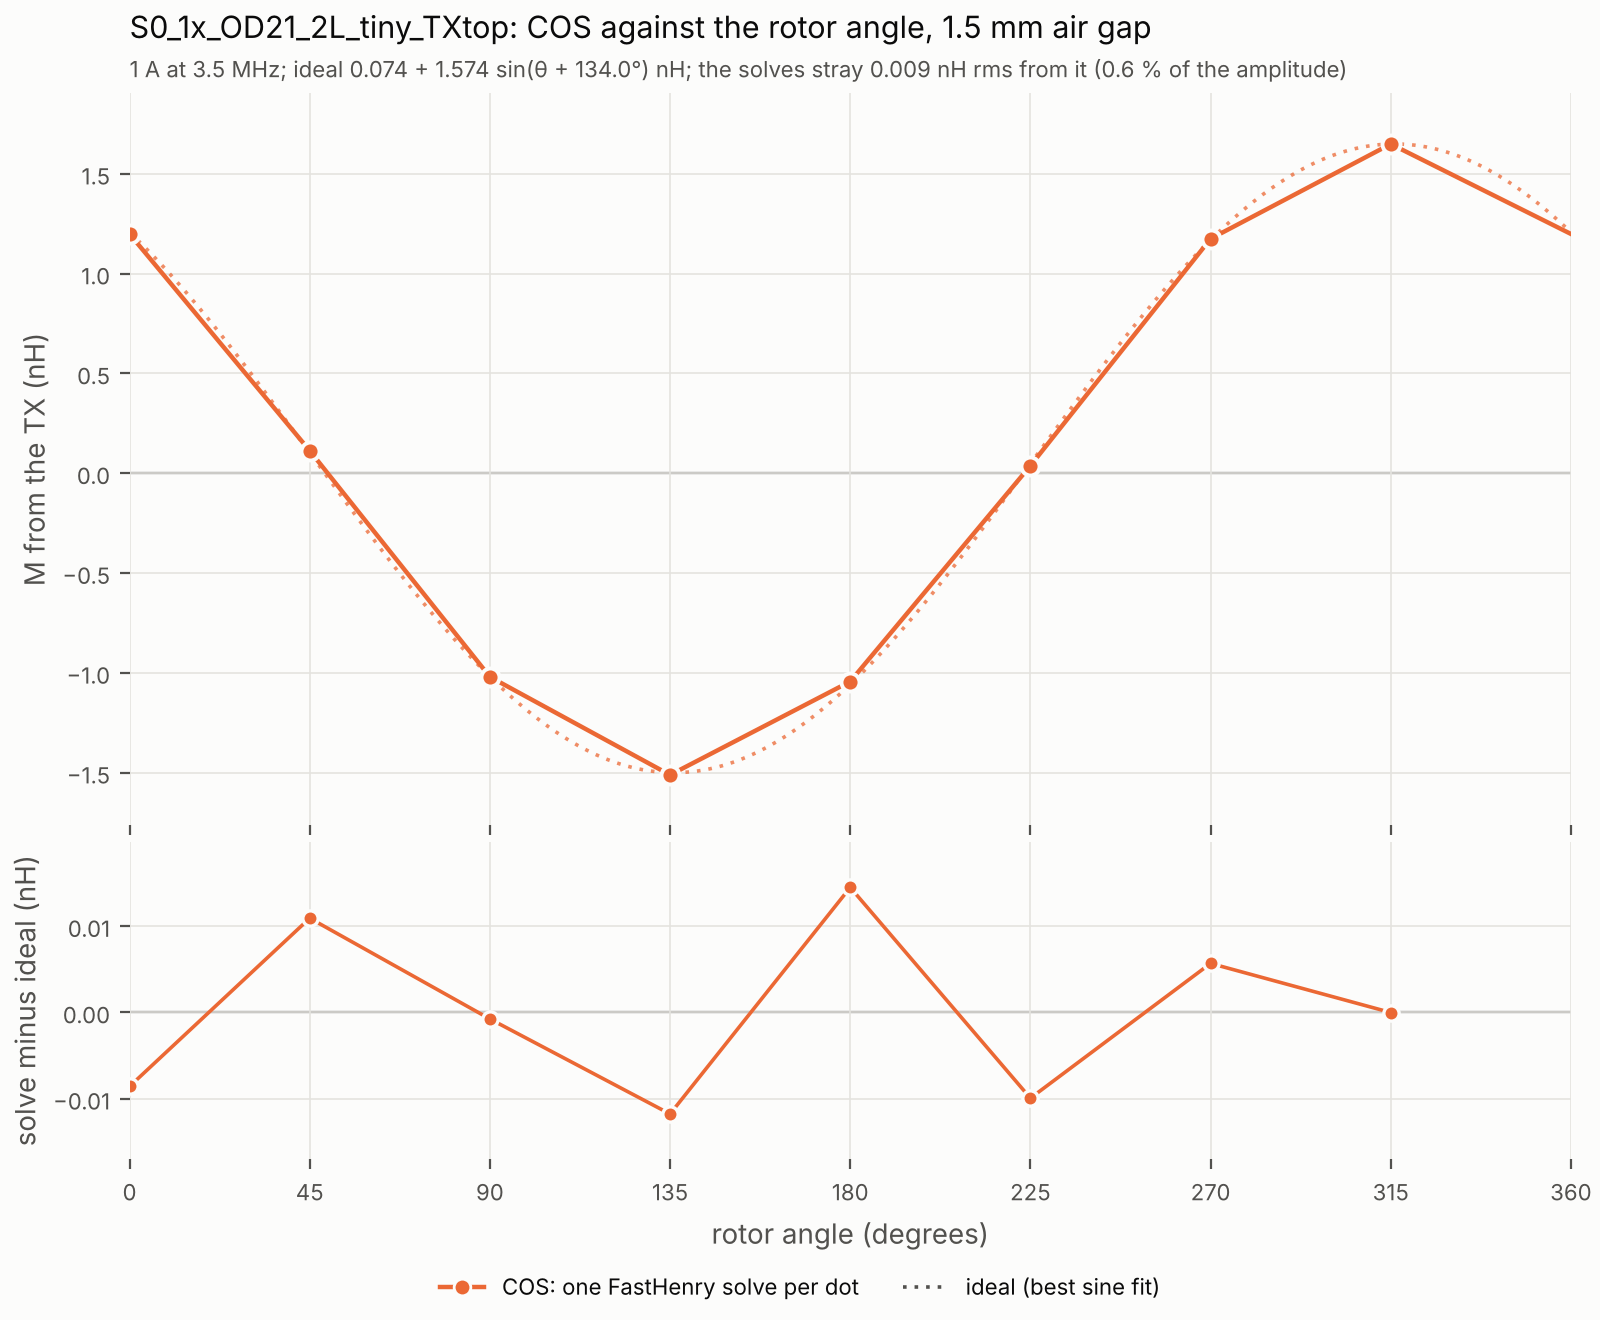 S0_1x_OD21_2L_tiny_TXtop: COS against the rotor angle, 1.5 mm air gap
1 A at 3.5 MHz; ideal 0.074 + 1.574 sin(θ + 134.0°) nH; the solves stray 0.009 nH rms from it (0.6 % of the amplitude)
M from the TX (nH)
1.5
1.0
0.5
0.0
−0.5
−1.0
−1.5
solve minus ideal (nH)
0.01
0.00
−0.01
0 45 90 135 180 225 270 315 360
rotor angle (degrees)
COS: one FastHenry solve per dot ideal (best sine fit)